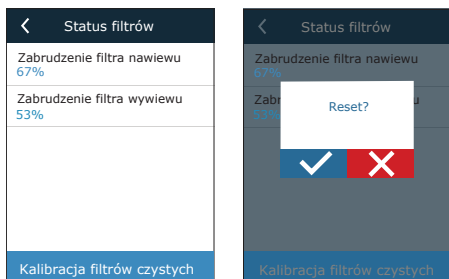 Status filtrów
Zabrudzenie filtra nawiewu
67%
Zabrudzenie filtra wywiewu
53%
Kalibracja filtrów czystych
Status filtrów
Zabrudzenie filtra nawiewu
67%
Zabr u
53%
Reset?
Kalibracja filtrów czystych